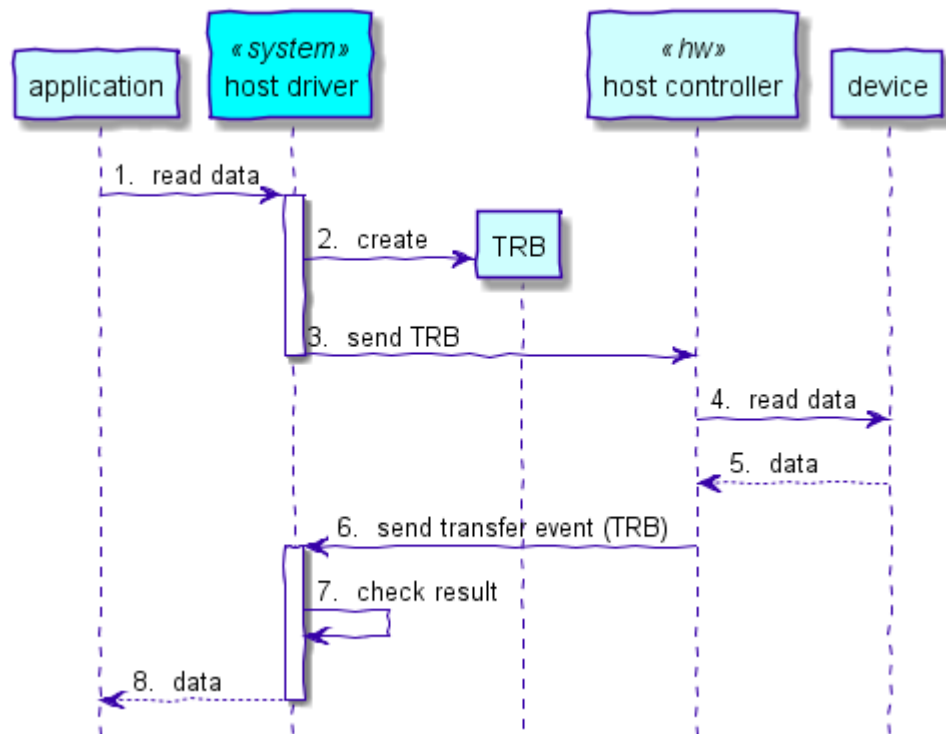 «system»
«hw»
application
host driver
host controller
device
1. read data
TRB
2. create
3. send TRB
4. read data
5. data
6. send transfer event (TRB)
7. check result
8. data